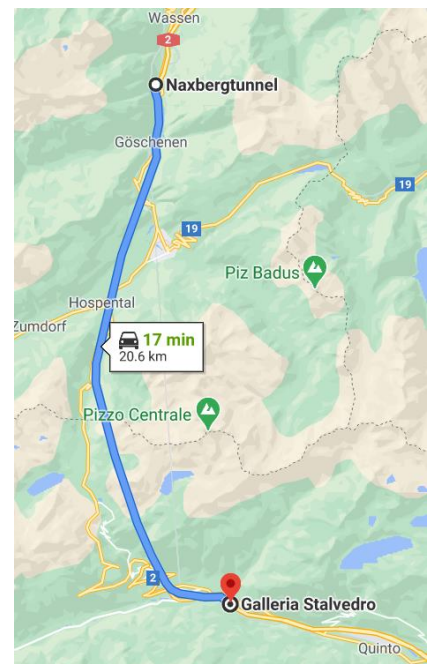 Wassen
2
Naxbergtunnel
Göschenen
19
19
Piz Badus
Hospental
Zumdorf
17 min
20.6 km
Pizzo Centrale
2
Galleria Stalvedro
Quinto